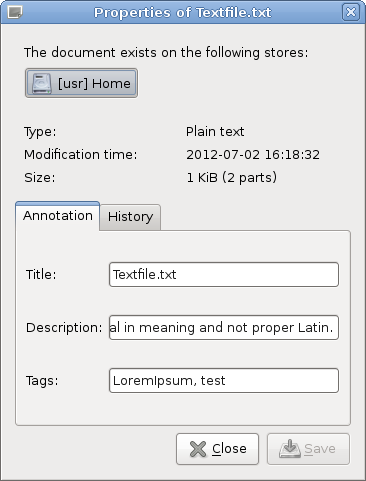 Properties of Textfile.txt
The document exists on the following stores:
[usr] Home
Type: Plain text
Modification time: 2012-07-02 16:18:32
Size: 1 KiB (2 parts)
Annotation History
Title: Textfile.txt
Description: al in meaning and not proper Latin.
Tags: LoremIpsum, test
Close Save